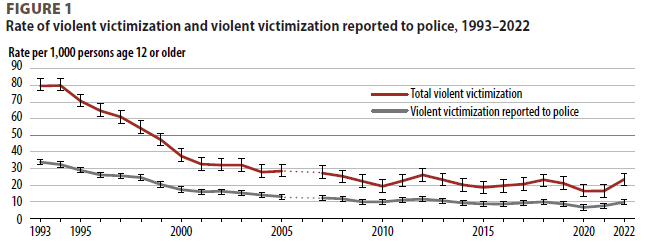 FIGURE 1
Rate of violent victimization and violent victimization reported to police, 1993–2022
Rate per 1,000 persons age 12 or older
90
80
70
60
50
40
30
20
10
0
Total violent victimization
Violent victimization reported to police
1993 1995 2000 2005 2010 2015 2020 2022